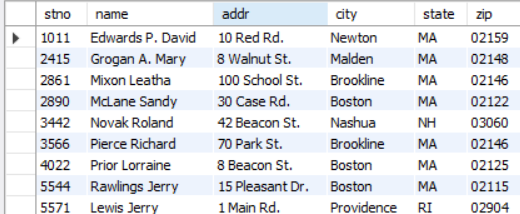 stno name addr city state zip
1011 Edwards P. David 10 Red Rd. Newton MA 02159
2415 Grogan A. Mary 8 Walnut St. Malden MA 02148
2861 Mixon Leatha 100 School St. Brookline MA 02146
2890 McLane Sandy 30 Case Rd. Boston MA 02122
3442 Novak Roland 42 Beacon St. Nashua NH 03060
3566 Pierce Richard 70 Park St. Brookline MA 02146
4022 Prior Lorraine 8 Beacon St. Boston MA 02125
5544 Rawlings Jerry 15 Pleasant Dr. Boston MA 02115
5571 Lewis Jerry 1 Main Rd. Providence RI 02904